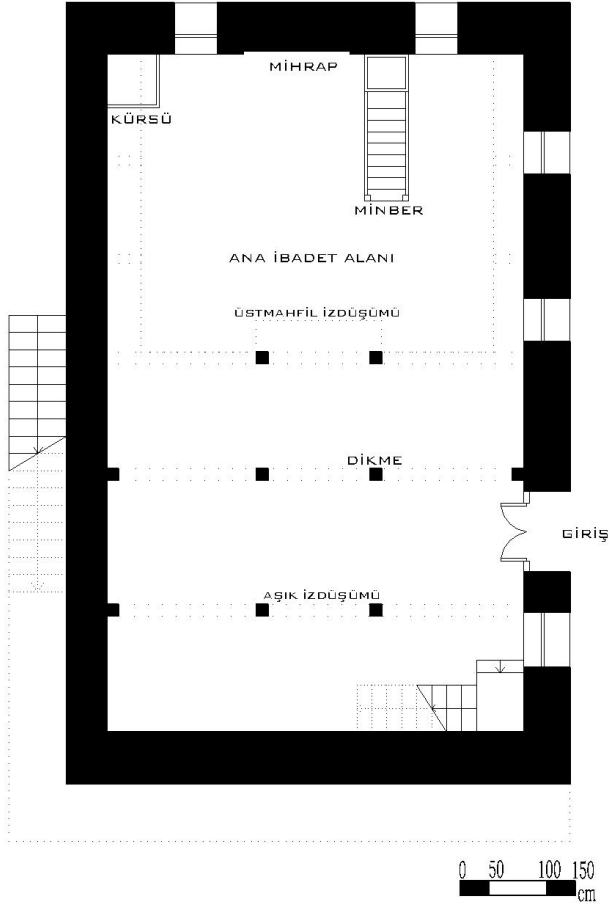 MİHRAP
KÜRSÜ
MİNBER
ANA İBADET ALANI
ÜSTMAHFİL İZDÜŞÜMÜ
DİKME
GİRİŞ
AŞIK İZDÜŞÜMÜ
0 50 100 150
cm